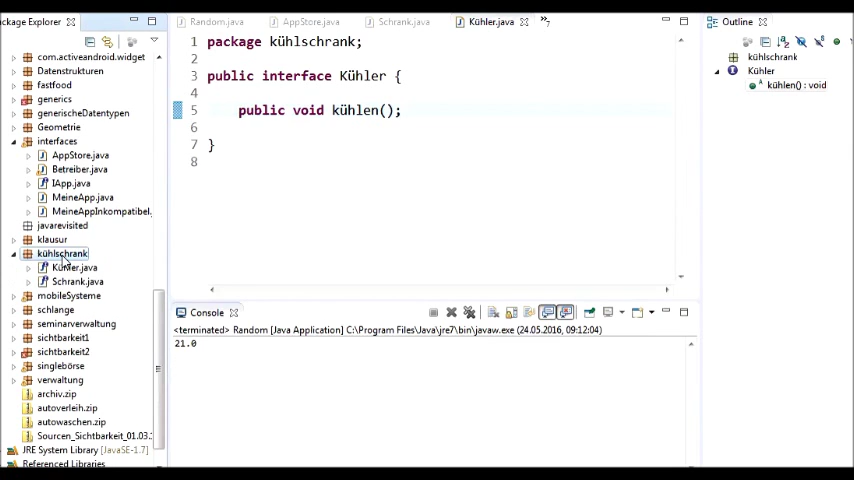 ackage Explorer
com.activeandroid.widget
Datenstrukturen
fastfood
generics
generischeDatentypen
Geometrie
interfaces
AppStore.java
Betreiber.java
IApp.java
MeineApp.java
MeineAppInkompatibel.
javarevisited
klausur
kühlschrank
Kühler.java
Schrank.java
mobileSysteme
schlange
seminarverwaltung
sichtbarkeit1
sichtbarkeit2
singlebörse
verwaltung
archiv.zip
autoverleih.zip
autowaschen.zip
Sourcen_Sichtbarkeit_01.03.
JRE System Library [JavaSE-1.7]
Referenced Libraries
Random.java AppStore.java Schrank.java Kühler.java 7
1 package kühlschrank;
2
3 public interface Kühler {
4
5 public void kühlen();
6
7 }
8
Console
<terminated> Random [Java Application] C:\Program Files\Java\jre7\bin\javaw.exe (24.05.2016, 09:12:04)
21.0
Outline
kühlschrank
Kühler
kühlen() : void